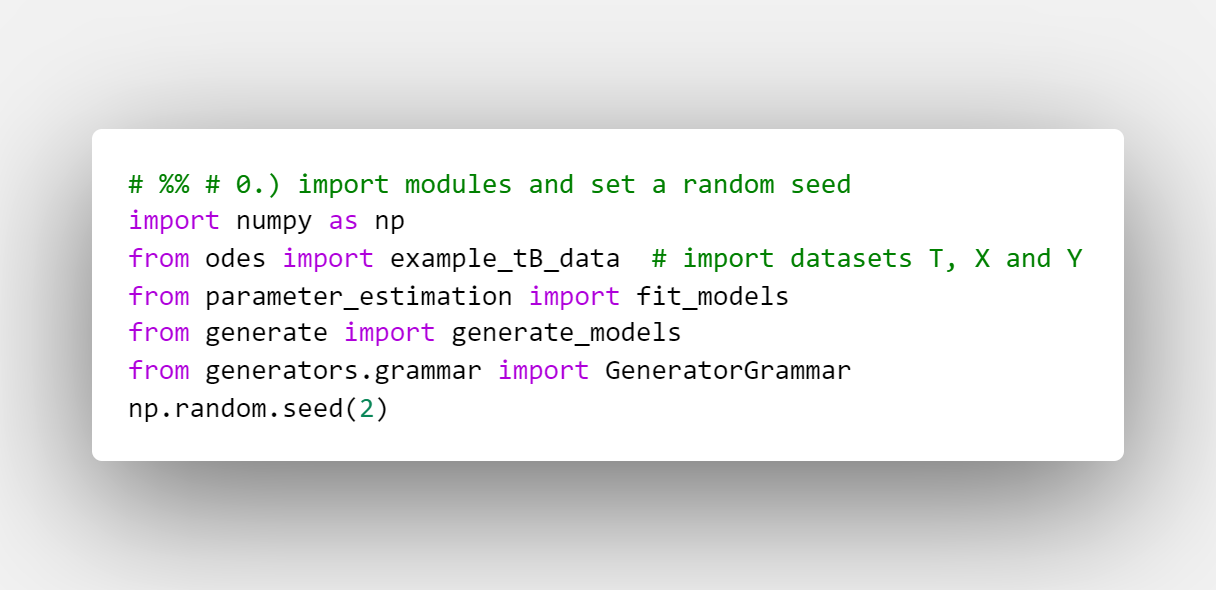 # %% # 0.) import modules and set a random seed
import numpy as np
from odes import example_tB_data  # import datasets T, X and Y
from parameter_estimation import fit_models
from generate import generate_models
from generators.grammar import GeneratorGrammar
np.random.seed(2)